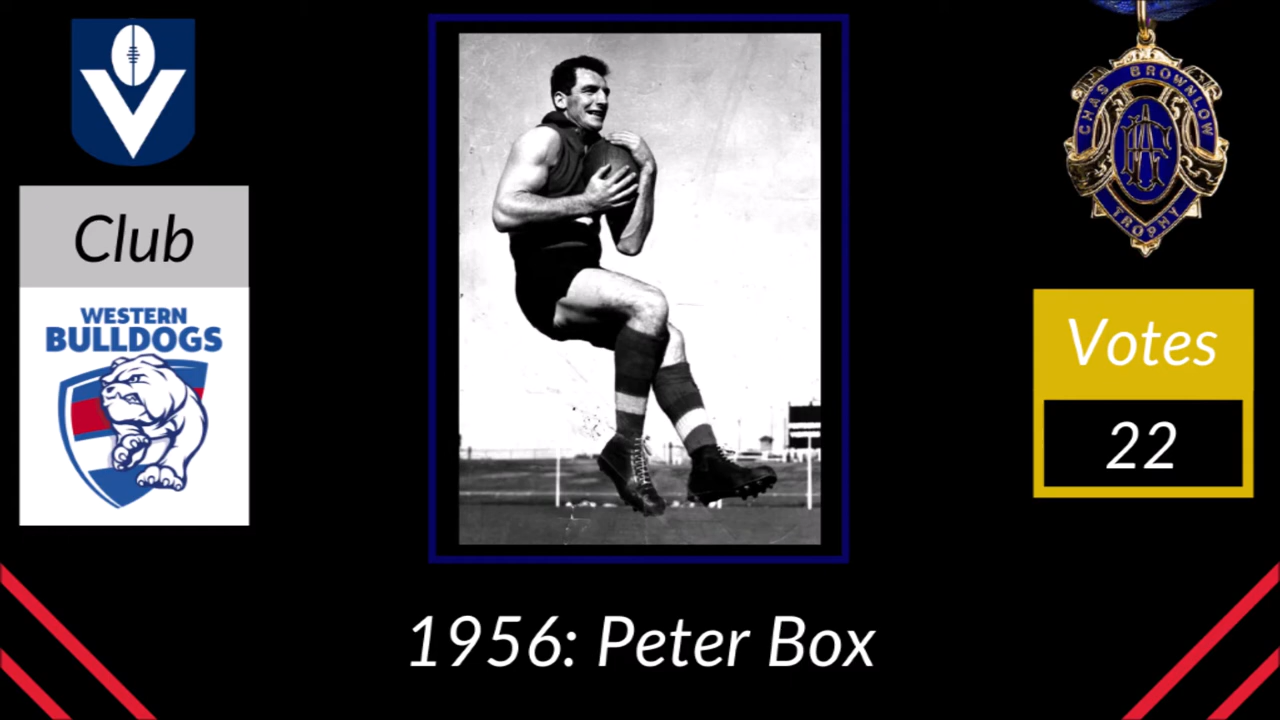 CHAS BROWNLOW
TROPHY
Club
WESTERN
BULLDOGS
Votes
22
1956: Peter Box